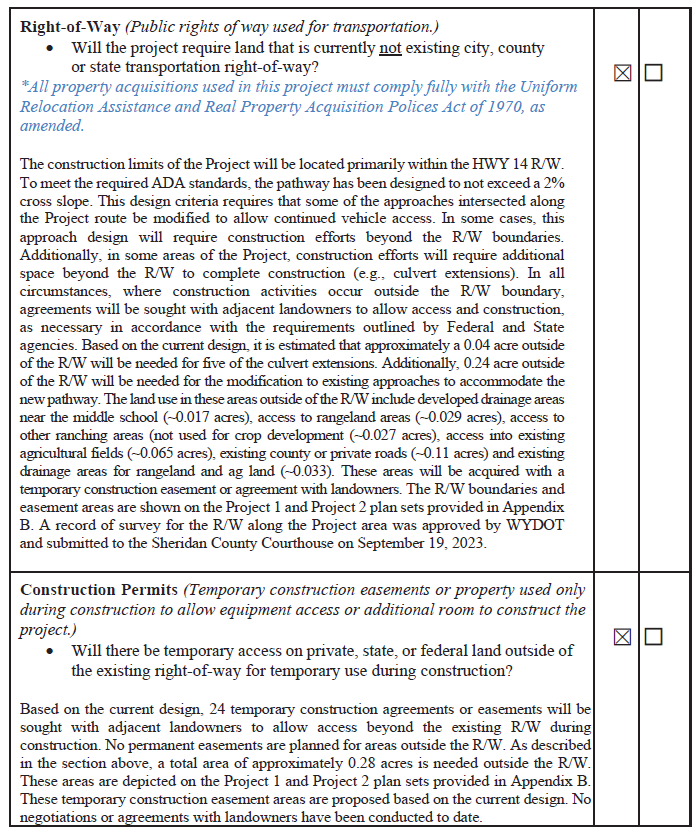 Right-of-Way (Public rights of way used for transportation.)
• Will the project require land that is currently not existing city, county
or state transportation right-of-way?
☒ ☐
*All property acquisitions used in this project must comply fully with the Uniform
Relocation Assistance and Real Property Acquisition Polices Act of 1970, as
amended.
The construction limits of the Project will be located primarily within the HWY 14 R/W.
To meet the required ADA standards, the pathway has been designed to not exceed a 2%
cross slope. This design criteria requires that some of the approaches intersected along
the Project route be modified to allow continued vehicle access. In some cases, this
approach design will require construction efforts beyond the R/W boundaries.
Additionally, in some areas of the Project, construction efforts will require additional
space beyond the R/W to complete construction (e.g., culvert extensions). In all
circumstances, where construction activities occur outside the R/W boundary,
agreements will be sought with adjacent landowners to allow access and construction,
as necessary in accordance with the requirements outlined by Federal and State
agencies. Based on the current design, it is estimated that approximately a 0.04 acre outside
of the R/W will be needed for five of the culvert extensions. Additionally, 0.24 acre outside
of the R/W will be needed for the modification to existing approaches to accommodate the
new pathway. The land use in these areas outside of the R/W include developed drainage areas
near the middle school (~0.017 acres), access to rangeland areas (~0.029 acres), access to
other ranching areas (not used for crop development (~0.027 acres), access into existing
agricultural fields (~0.065 acres), existing county or private roads (~0.11 acres) and existing
drainage areas for rangeland and ag land (~0.033). These areas will be acquired with a
temporary construction easement or agreement with landowners. The R/W boundaries and
easement areas are shown on the Project 1 and Project 2 plan sets provided in Appendix
B. A record of survey for the R/W along the Project area was approved by WYDOT
and submitted to the Sheridan County Courthouse on September 19, 2023.
Construction Permits (Temporary construction easements or property used only
during construction to allow equipment access or additional room to construct the
project.)
☒ ☐
• Will there be temporary access on private, state, or federal land outside of
the existing right-of-way for temporary use during construction?
Based on the current design, 24 temporary construction agreements or easements will be
sought with adjacent landowners to allow access beyond the existing R/W during
construction. No permanent easements are planned for areas outside the R/W. As described
in the section above, a total area of approximately 0.28 acres is needed outside the R/W.
These areas are depicted on the Project 1 and Project 2 plan sets provided in Appendix B.
These temporary construction easement areas are proposed based on the current design. No
negotiations or agreements with landowners have been conducted to date.